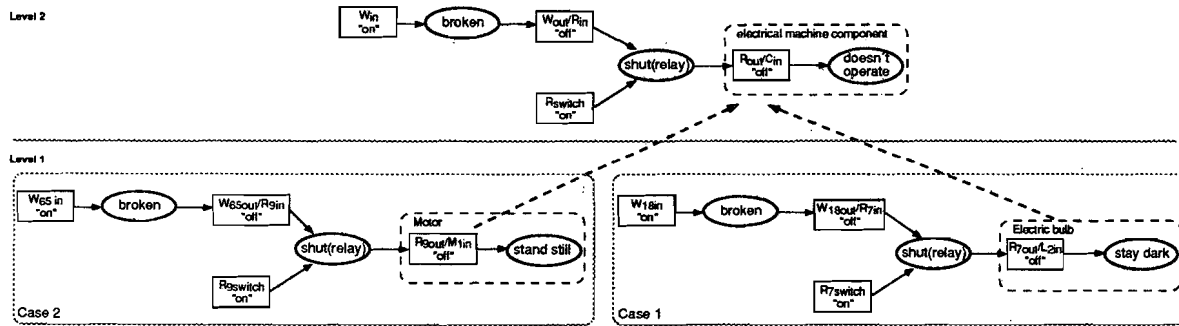 Level 2
Win
"on"
broken
Wout/Rin
"off"
shut(relay)
Rswitch
"on"
electrical machine component
Rout/Cin
"off"
doesn't
operate
Level 1
W65 in
"on"
broken
W65out/R9in
"off"
shut(relay)
R9switch
"on"
Motor
R9out/M1in
"off"
stand still
Case 2
W18in
"on"
broken
W18out/R7in
"off"
shut(relay)
R7switch
"on"
Electric bulb
R7out/L2in
"off"
stay dark
Case 1